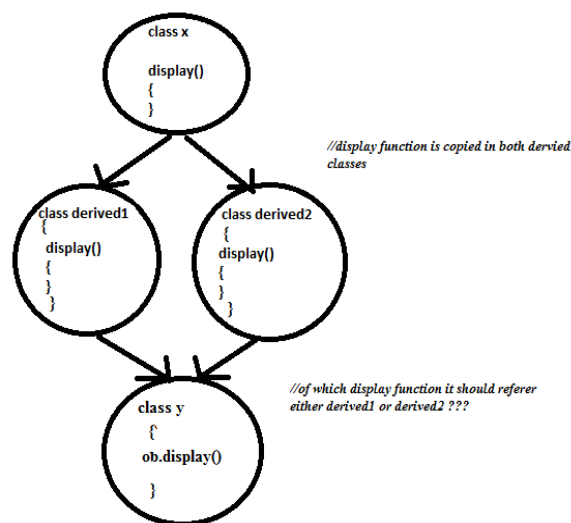 class x
display()
{
}
//display function is copied in both dervied
classes
class derived1
{
display()
{
}
}
class derived2
{
display()
{
}
}
//of which display function it should referer
either derived1 or derived2 ???
class y
{
ob.display()
}